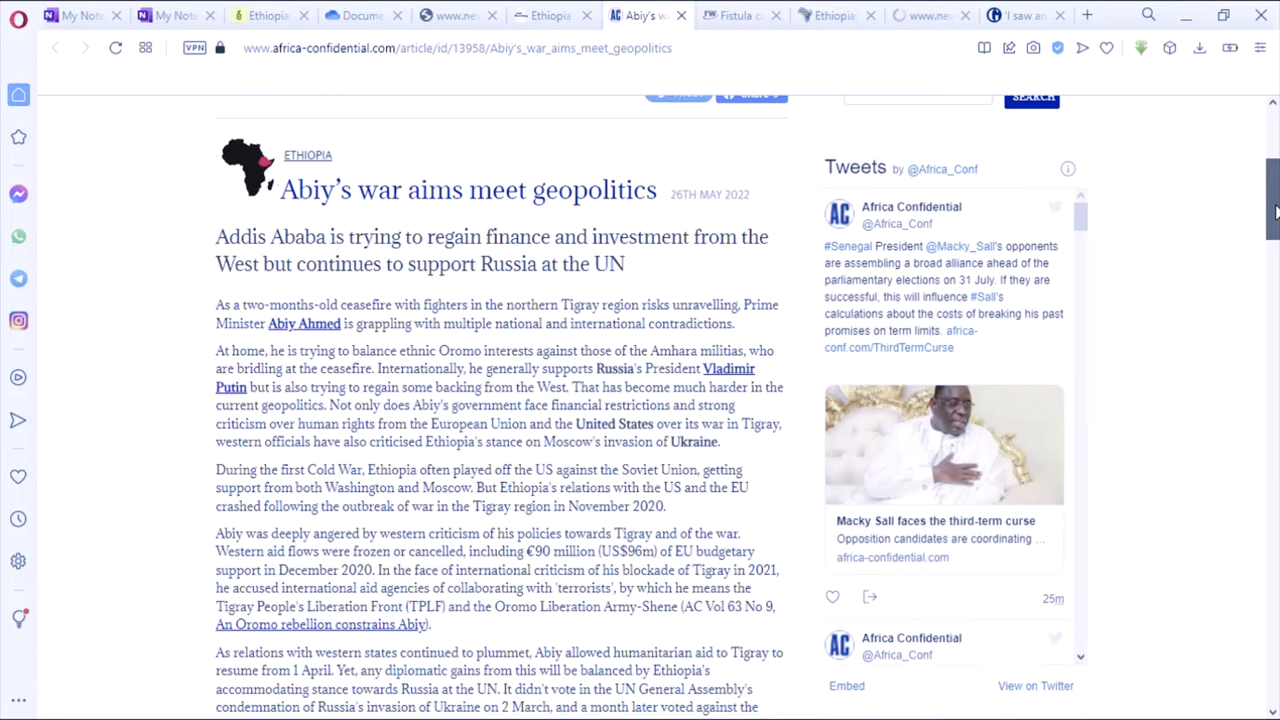 My Note
My Note
Ethiopia
Docume
www.nev
Ethiopia
AC Abiy's w
JW Fistula c
Ethiopia
www.nev
'I saw an
VPN
www.africa-confidential.com/article/id/13958/Abiy's_war_aims_meet_geopolitics
SEARCH
ETHIOPIA
Abiy's war aims meet geopolitics 26TH MAY 2022
Addis Ababa is trying to regain finance and investment from the
West but continues to support Russia at the UN
As a two-months-old ceasefire with fighters in the northern Tigray region risks unravelling, Prime
Minister Abiy Ahmed is grappling with multiple national and international contradictions.
At home, he is trying to balance ethnic Oromo interests against those of the Amhara militias, who
are bridling at the ceasefire. Internationally, he generally supports Russia's President Vladimir
Putin but is also trying to regain some backing from the West. That has become much harder in the
current geopolitics. Not only does Abiy's government face financial restrictions and strong
criticism over human rights from the European Union and the United States over its war in Tigray,
western officials have also criticised Ethiopia's stance on Moscow's invasion of Ukraine.
During the first Cold War, Ethiopia often played off the US against the Soviet Union, getting
support from both Washington and Moscow. But Ethiopia's relations with the US and the EU
crashed following the outbreak of war in the Tigray region in November 2020.
Abiy was deeply angered by western criticism of his policies towards Tigray and of the war.
Western aid flows were frozen or cancelled, including €90 million (US$96m) of EU budgetary
support in December 2020. In the face of international criticism of his blockade of Tigray in 2021,
he accused international aid agencies of collaborating with 'terrorists', by which he means the
Tigray People's Liberation Front (TPLF) and the Oromo Liberation Army-Shene (AC Vol 63 No 9,
An Oromo rebellion constrains Abiy).
As relations with western states continued to plummet, Abiy allowed humanitarian aid to Tigray to
resume from 1 April. Yet, any diplomatic gains from this will be balanced by Ethiopia's
accommodating stance towards Russia at the UN. It didn't vote in the UN General Assembly's
condemnation of Russia's invasion of Ukraine on 2 March, and a month later voted against the
Tweets by @Africa_Conf
AC
Africa Confidential
@Africa_Conf
#Senegal President @Macky_Sall's opponents
are assembling a broad alliance ahead of the
parliamentary elections on 31 July. If they are
successful, this will influence #Sall's
calculations about the costs of breaking his past
promises on term limits. africa-
conf.com/ThirdTermCurse
Macky Sall faces the third-term curse
Opposition candidates are coordinating ...
africa-confidential.com
25m
AC
Africa Confidential
@Africa_Conf
Embed
View on Twitter